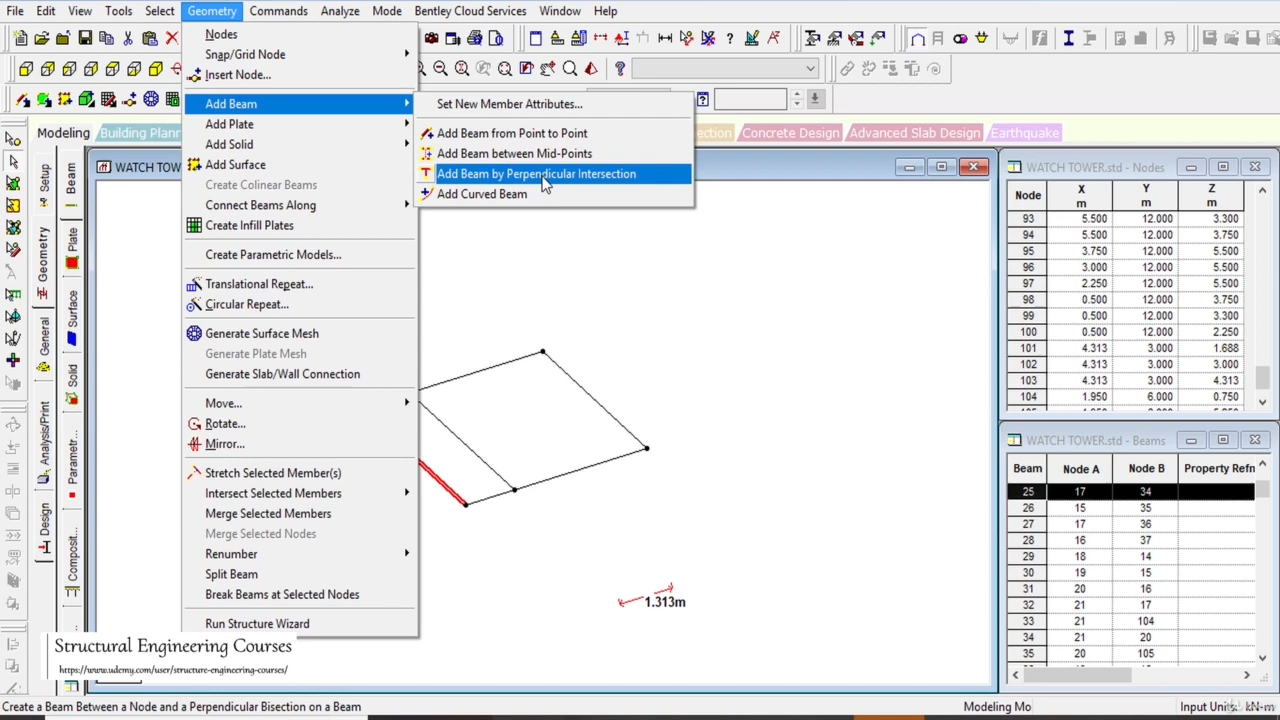 File Edit View Tools Select Geometry Commands Analyze Mode Bentley Cloud Services Window Help
Nodes
Snap/Grid Node
Insert Node...
Add Beam
Add Plate
Add Solid
Add Surface
Create Colinear Beams
Connect Beams Along
Create Infill Plates
Create Parametric Models...
Translational Repeat...
Circular Repeat...
Generate Surface Mesh
Generate Plate Mesh
Generate Slab/Wall Connection
Move...
Rotate...
Mirror...
Stretch Selected Member(s)
Intersect Selected Members
Merge Selected Members
Merge Selected Nodes
Renumber
Split Beam
Break Beams at Selected Nodes
Run Structure Wizard
Set New Member Attributes...
Add Beam from Point to Point
Add Beam between Mid-Points
Add Beam by Perpendicular Intersection
Add Curved Beam
Modeling Building Plann
Concrete Design Advanced Slab Design Earthquake
WATCH TOW
Setup
Geometry
General
Analysis/Print
Design
Beam
Plate
Surface
Solid
Parametr...
Composit...
1.313m
WATCH TOWER.std - Nodes
Node X m Y m Z m
93 5.500 12.000 3.300
94 5.500 12.000 3.750
95 3.750 12.000 5.500
96 3.000 12.000 5.500
97 2.250 12.000 5.500
98 0.500 12.000 3.750
99 0.500 12.000 3.300
100 0.500 12.000 2.250
101 4.313 3.000 1.688
102 4.313 3.000 3.000
103 4.313 3.000 4.313
104 1.950 6.000 0.750
WATCH TOWER.std - Beams
Beam Node A Node B Property Refn
25 17 34
26 15 35
27 17 36
28 16 37
29 18 14
30 19 15
31 20 16
32 21 17
33 21 104
34 21 20
35 20 105
Structural Engineering Courses
https://www.udemy.com/user/structure-engineering-courses/
Create a Beam Between a Node and a Perpendicular Bisection on a Beam
Modeling Mo Input Units: kN-m